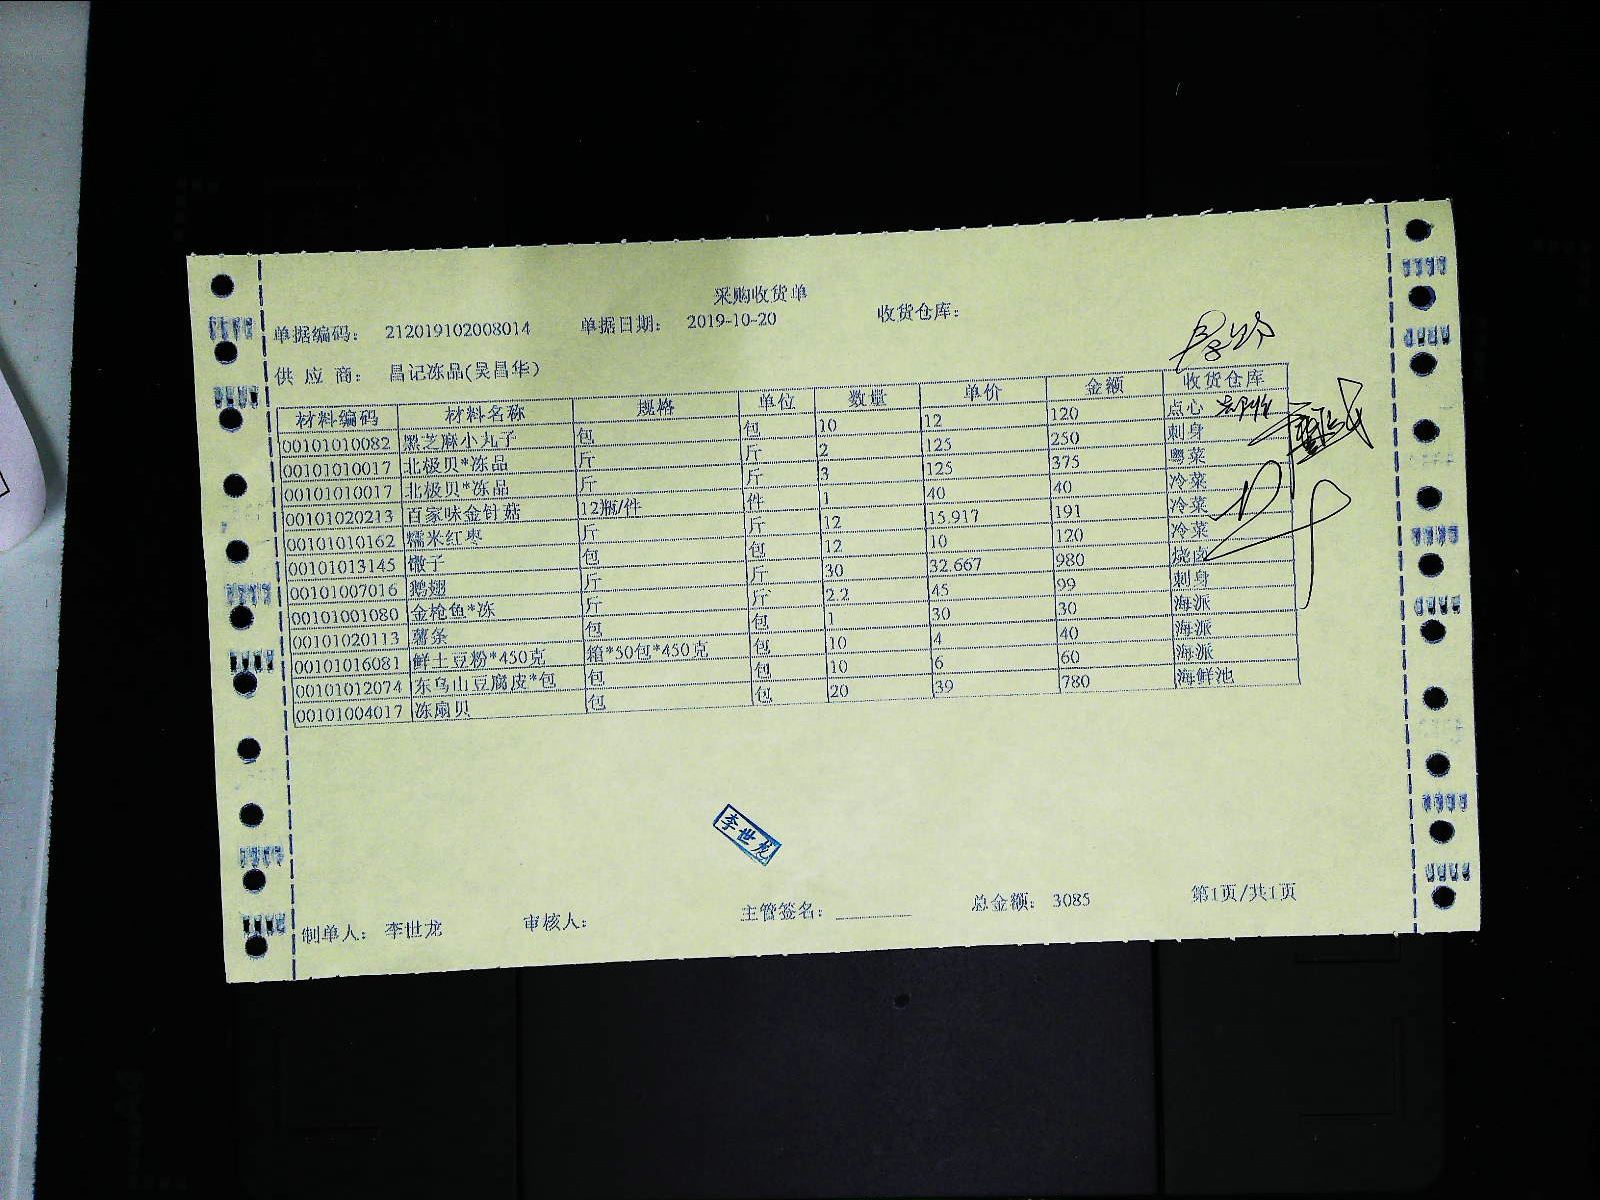 采购收货单
单据编码： 212019102008014 单据日期： 2019-10-20 收货仓库：
供 应 商： 昌记冻品(吴昌华)
材料编码 材料名称 规格 单位 数量 单价 金额 收货仓库
00101010082 黑芝麻小丸子 包 包 10 12 120 点心
00101010017 北极贝*冻品 斤 斤 2 125 250 刺身
00101010017 北极贝*冻品 斤 斤 3 125 375 粤菜
00101020213 百家味金针菇 12瓶/件 件 1 40 40 冷菜
00101010162 糯米红枣 斤 斤 12 15.917 191 冷菜
00101013145 馓子 包 包 12 10 120 冷菜
00101007016 鹅翅 斤 斤 30 32.667 980 烧卤
00101001080 金枪鱼*冻 斤 斤 2.2 45 99 刺身
00101020113 薯条 包 包 1 30 30 海派
00101016081 鲜土豆粉*450克 箱*50包*450克 包 10 4 40 海派
00101012074 东乌山豆腐皮*包 包 包 10 6 60 海派
00101004017 冻扇贝 包 包 20 39 780 海鲜池
李世龙
制单人： 李世龙 审核人： 主管签名： 总金额： 3085 第1页/共1页